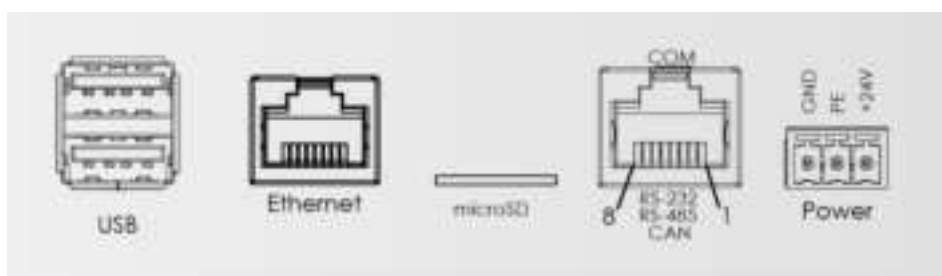 USB
Ethernet
microSD
COM
8
RS-232
RS-485
CAN
1
GND
PE
+24V
Power